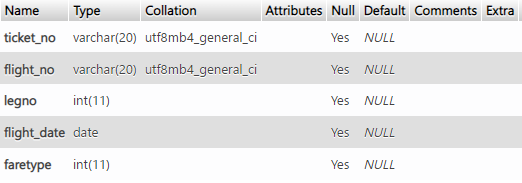 Name Type Collation Attributes Null Default Comments Extra
ticket_no varchar(20) utf8mb4_general_ci Yes NULL
flight_no varchar(20) utf8mb4_general_ci Yes NULL
legno int(11) Yes NULL
flight_date date Yes NULL
faretype int(11) Yes NULL